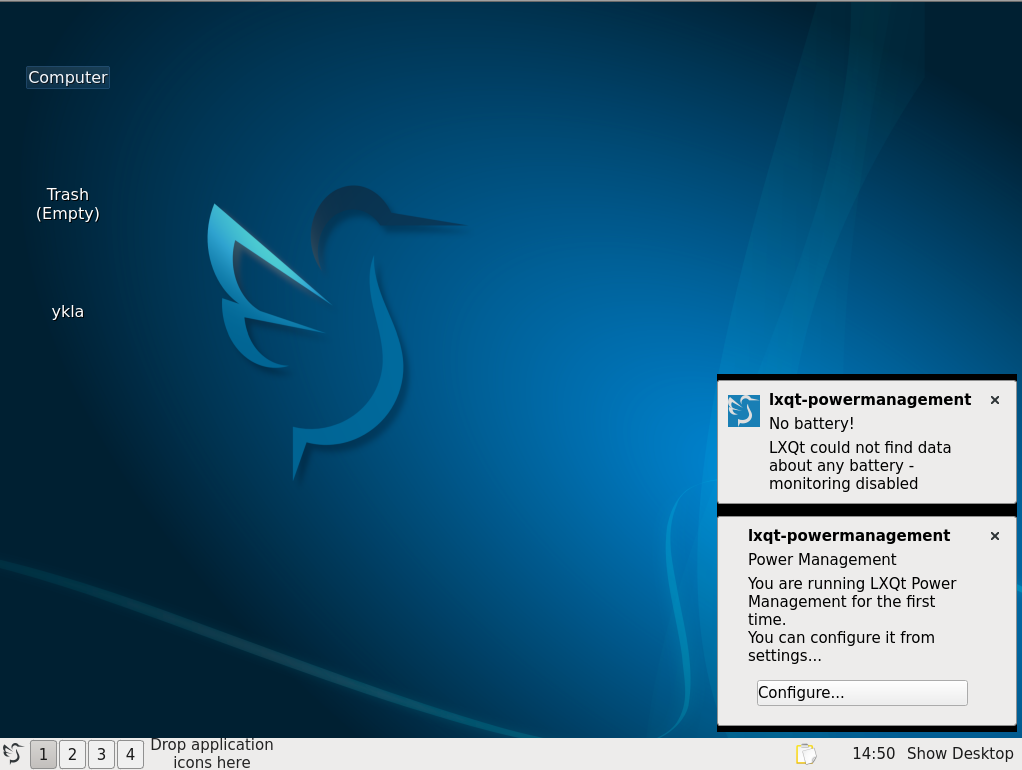 Computer
Trash
(Empty)
ykla
lxqt-powermanagement
No battery!
LXQt could not find data
about any battery -
monitoring disabled
lxqt-powermanagement
Power Management
You are running LXQt Power
Management for the first
time.
You can configure it from
settings...
Configure...
1 2 3 4
Drop application
icons here
14:50 Show Desktop